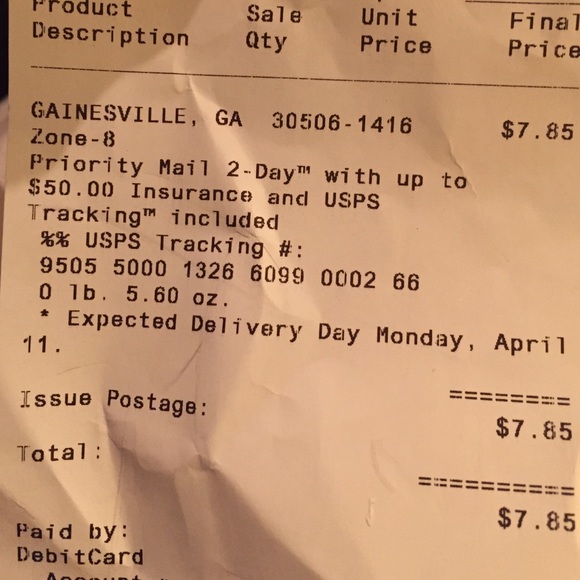 Product Sale Unit Final
Description Qty Price Price
GAINESVILLE, GA 30506-1416 $7.85
Zone-8
Priority Mail 2-Day™ with up to
$50.00 Insurance and USPS
Tracking™ included
%% USPS Tracking #:
9505 5000 1326 6099 0002 66
0 lb. 5.60 oz.
* Expected Delivery Day Monday, April
11.
========
Issue Postage: $7.85
==========
Total: $7.85
Paid by:
DebitCard